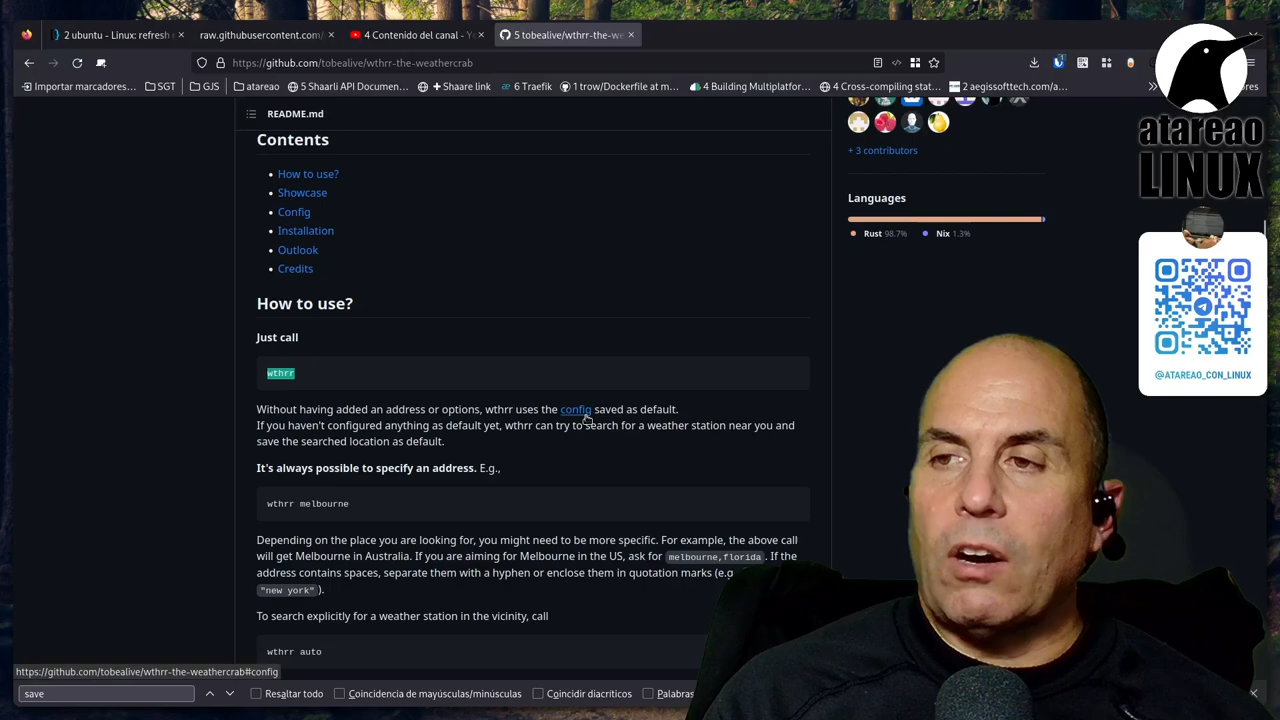 2 ubuntu - Linux: refresh
raw.githubusercontent.com/
4 Contenido del canal - Yo
5 tobealive/wthrr-the-we
https://github.com/tobealive/wthrr-the-weathercrab
Importar marcadores…
SGT
GJS
atareao
5 Shaarli API Documen…
Shaare link
6 Traefik
1 trow/Dockerfile at m…
4 Building Multiplatfor…
4 Cross-compiling stat…
2 aegissofttech.com/a…
atareao
LINUX
@ATAREAO_CON_LINUX
README.md
Contents
How to use?
Showcase
Config
Installation
Outlook
Credits
How to use?
Just call
wthrr
Without having added an address or options, wthrr uses the config saved as default.
If you haven't configured anything as default yet, wthrr can try to search for a weather station near you and
save the searched location as default.
It's always possible to specify an address. E.g.,
wthrr melbourne
Depending on the place you are looking for, you might need to be more specific. For example, the above call
will get Melbourne in Australia. If you are aiming for Melbourne in the US, ask for melbourne,florida. If the
address contains spaces, separate them with a hyphen or enclose them in quotation marks (e.g
"new york").
To search explicitly for a weather station in the vicinity, call
wthrr auto
+ 3 contributors
Languages
Rust 98.7%
Nix 1.3%
https://github.com/tobealive/wthrr-the-weathercrab#config
save
Resaltar todo
Coincidencia de mayúsculas/minúsculas
Coincidir diacríticos
Palabras